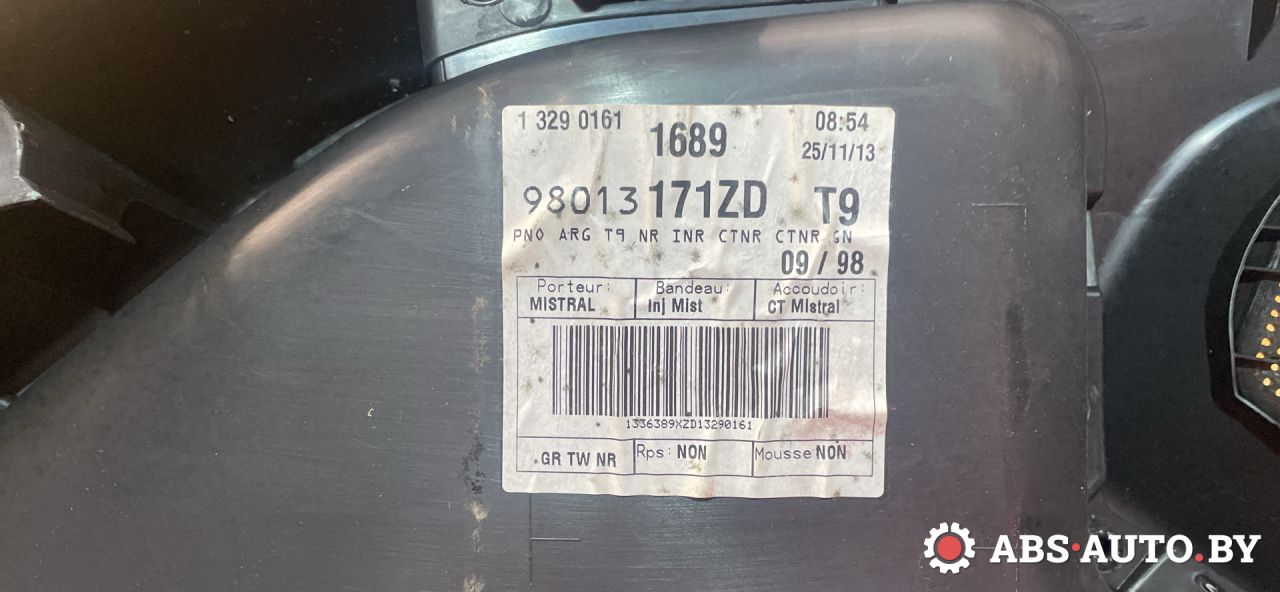 1 329 0161 1689 08:54
25/11/13
98013 171ZD T9
PNO ARG T9 NR INR CTNR CTNR GN
09 / 98
Porteur: Bandeau: Accoudoir:
MISTRAL Inj Mist CT MIstral
1336389XZD13290161
.GR TW NR Rps: NON Mousse NON
ABS·AUTO.BY